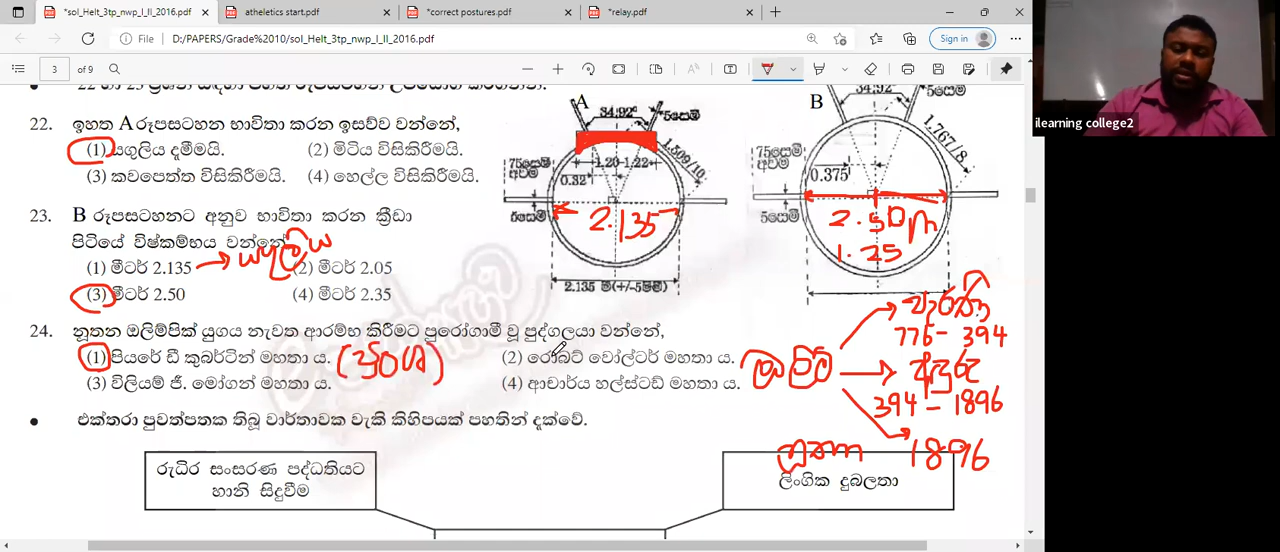 *sol_Helt_3tp_nwp_I_II_2016.pdf
atheletics start.pdf
*correct postures.pdf
*relay.pdf
File D:/PAPERS/Grade%2010/sol_Helt_3tp_nwp_I_II_2016.pdf
Sign in
3 of 9
22. ඉහත A රූපසටහන භාවිතා කරන ඉසව්ව වන්නේ,
(1) යගුලිය දැමීමයි. (2) මිටිය විසිකිරීමයි.
(3) කවපෙත්ත විසිකිරීමයි. (4) හෙල්ල විසිකිරීමයි.
23. B රූපසටහනට අනුව භාවිතා කරන ක්‍රීඩා
පිටියේ විෂ්කම්භය වන්නේ
(1) මීටර් 2.135 යගුලිය (2) මීටර් 2.05
(3) මීටර් 2.50 (4) මීටර් 2.35
A
34.92°
5සෙමී
75සෙමී
අවම
1.20-1.22
0.32
5සෙමී
2.135
2.135 මී(+/-5මිමී)
B
34.92
5සෙමී
1.767/8
75සෙමී
අවම
0.375
5සෙමී
2.50m
1.25
24. නූතන ඔලිම්පික් යුගය නැවත ආරම්භ කිරීමට පුරෝගාමී වූ පුද්ගලයා වන්නේ,
(1) පියරේ ඩී කුබර්ටින් මහතා ය. (ප්‍රංශ) (2) රොබට් වෝල්ටර් මහතා ය.
(3) විලියම් ජී. මෝගන් මහතා ය. (4) ආචාර්ය හල්ස්ටඩ් මහතා ය.
පැරණි
776 - 394
අඳුරු
394 - 1896
නූතන 1896
• එක්තරා පුවත්පතක තිබූ වාර්තාවක වැකි කිහිපයක් පහතින් දැක්වේ.
රුධිර සංසරණ පද්ධතියට
හානි සිදුවීම
ලිංගික දුබලතා
ilearning college2